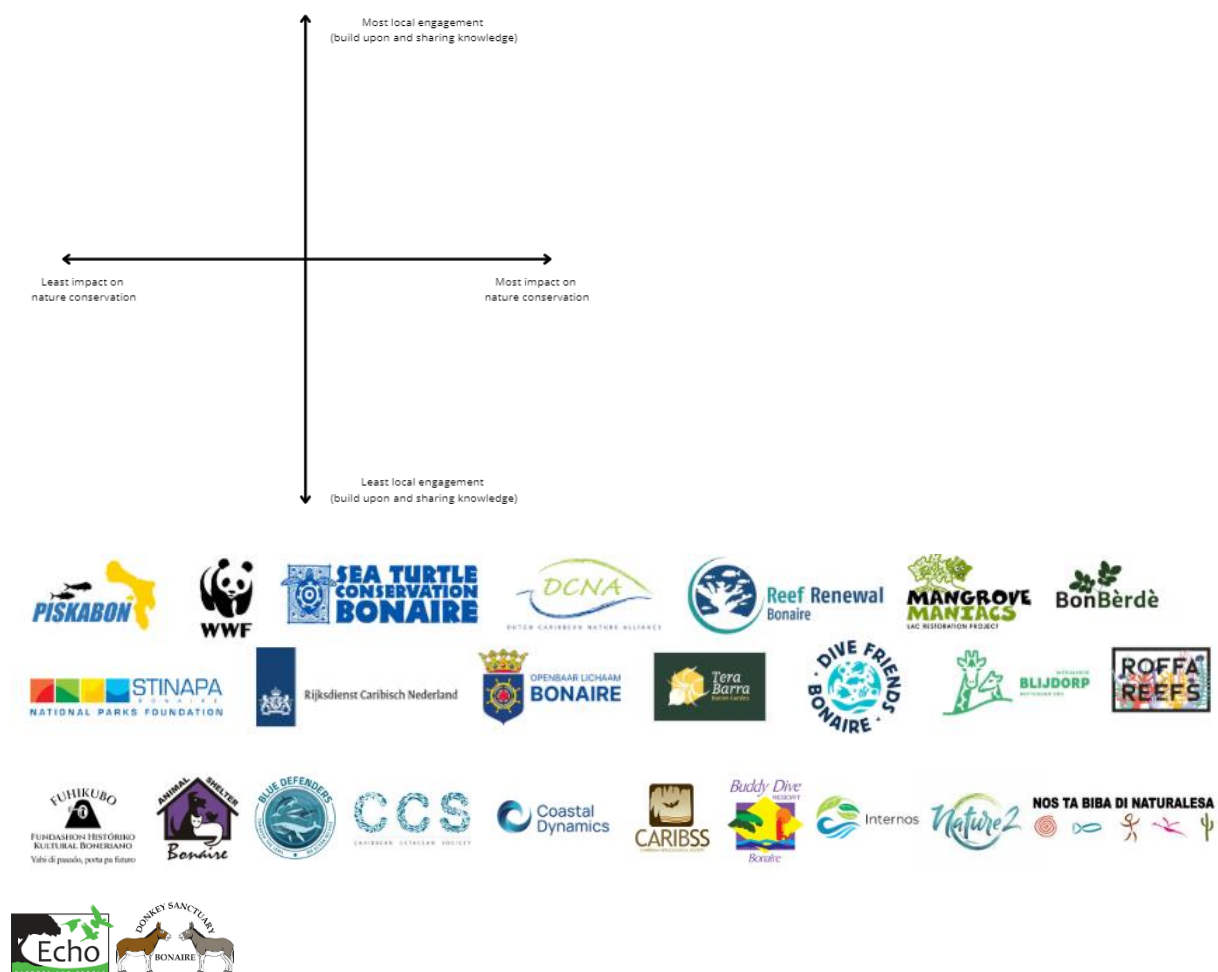 Most local engagement
(build upon and sharing knowledge)
Least impact on
nature conservation
Most impact on
nature conservation
Least local engagement
(build upon and sharing knowledge)
PISKABON
WWF
SEA TURTLE
CONSERVATION
BONAIRE
DCNA
DUTCH CARIBBEAN NATURE ALLIANCE
Reef Renewal
Bonaire
MANGROVE
MANIACS
LAC RESTORATION PROJECT
BonBèrdè
STINAPA
BONAIRE
NATIONAL PARKS FOUNDATION
Rijksdienst Caribisch Nederland
OPENBAAR LICHAAM
BONAIRE
Tera
Barra
DIVE FRIENDS
BONAIRE
BLIJDORP
ROFFA
REEFS
FUHIKUBO
FUNDASHON HISTÓRIKO
KULTURAL BONERIANO
Yabi di pasado, porta pa futuro
ANIMAL SHELTER
Bonaire
BLUE DEFENDERS
CCS
CARIBBEAN CETACEAN SOCIETY
Coastal
Dynamics
CARIBSS
Buddy Dive
RESORT
Bonaire
Internos
Nature2
NOS TA BIBA DI NATURALESA
Echo
DONKEY SANCTUARY
BONAIRE